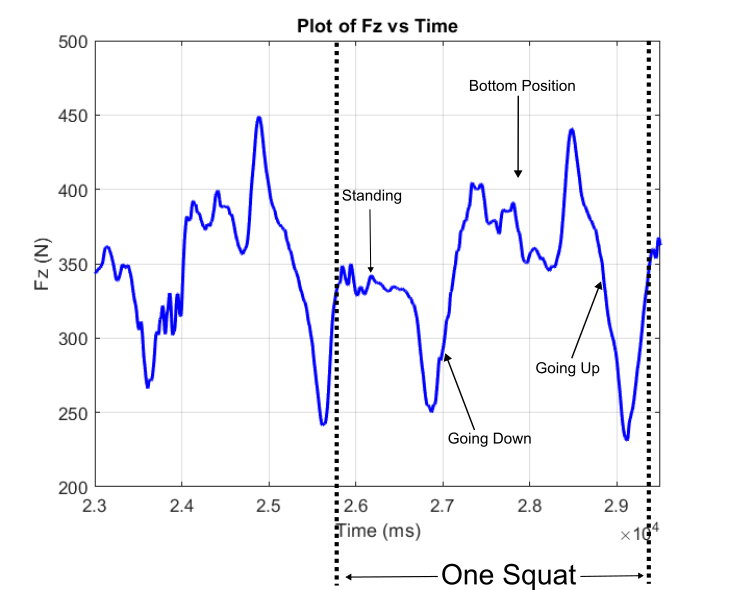 Plot of Fz vs Time
500
450
400
350
300
250
200
Fz (N)
Bottom Position
Standing
Going Up
Going Down
2.3 2.4 2.5 2.6 2.7 2.8 2.9
Time (ms)
×10^4
One Squat